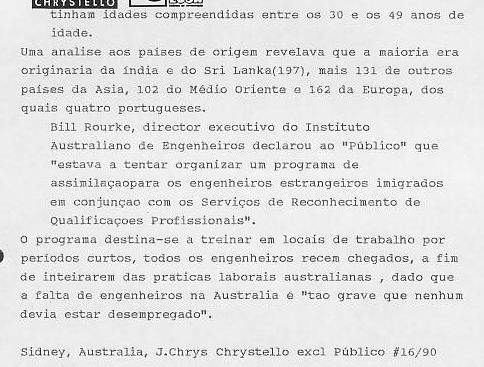 CHRYSTELLO
tinham idades compreendidas entre os 30 e os 49 anos de
idade.
Uma analise aos países de origem revelava que a maioria era
originaria da índia e do Sri Lanka(197), mais 131 de outros
países da Asia, 102 do Médio Oriente e 162 da Europa, dos
quais quatro portugueses.
Bill Rourke, director executivo do Instituto
Australiano de Engenheiros declarou ao "Público" que
"estava a tentar organizar um programa de
assimilaçaopara os engenheiros estrangeiros imigrados
em conjunçao com os Serviços de Reconhecimento de
Qualificaçoes Profissionais".
O programa destina-se a treinar em locais de trabalho por
períodos curtos, todos os engenheiros recem chegados, a fim
de inteirarem das praticas laborais australianas , dado que
a falta de engenheiros na Australia é "tao grave que nenhum
devia estar desempregado".
Sidney, Australia, J.Chrys Chrystello excl Público #16/90